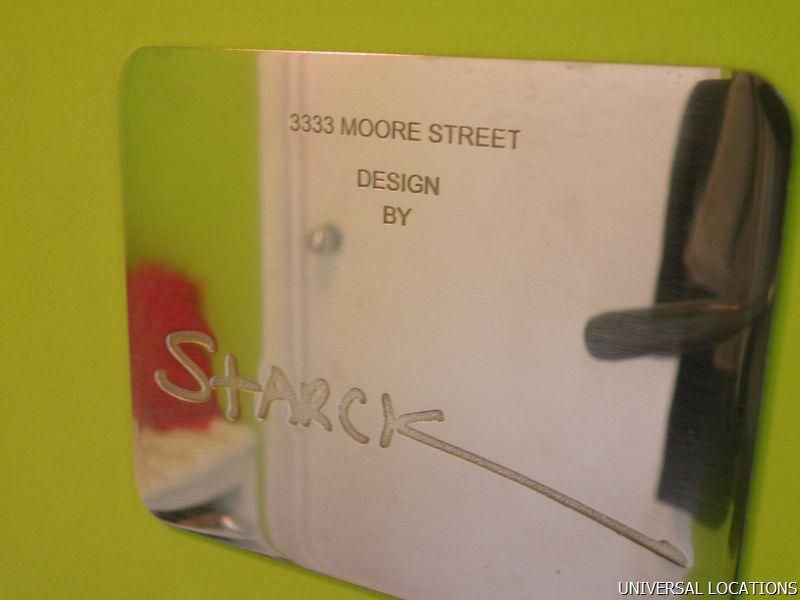 3333 MOORE STREET
DESIGN
BY
StARCK
UNIVERSAL LOCATIONS